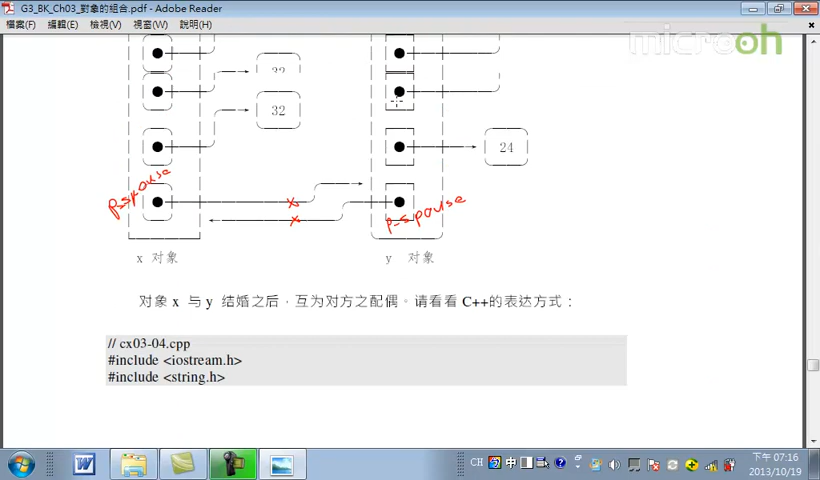 G3_BK_Ch03_對象的組合.pdf - Adobe Reader
檔案(F) 編輯(E) 檢視(V) 視窗(W) 說明(H)
microoh
32
24
p-spouse
p-spouse
x 对象
y 对象
对象 x 与 y 结婚之后，互为对方之配偶。请看看 C++的表达方式：
// cx03-04.cpp
#include <iostream.h>
#include <string.h>
CH 中
下午 07:16
2013/10/19